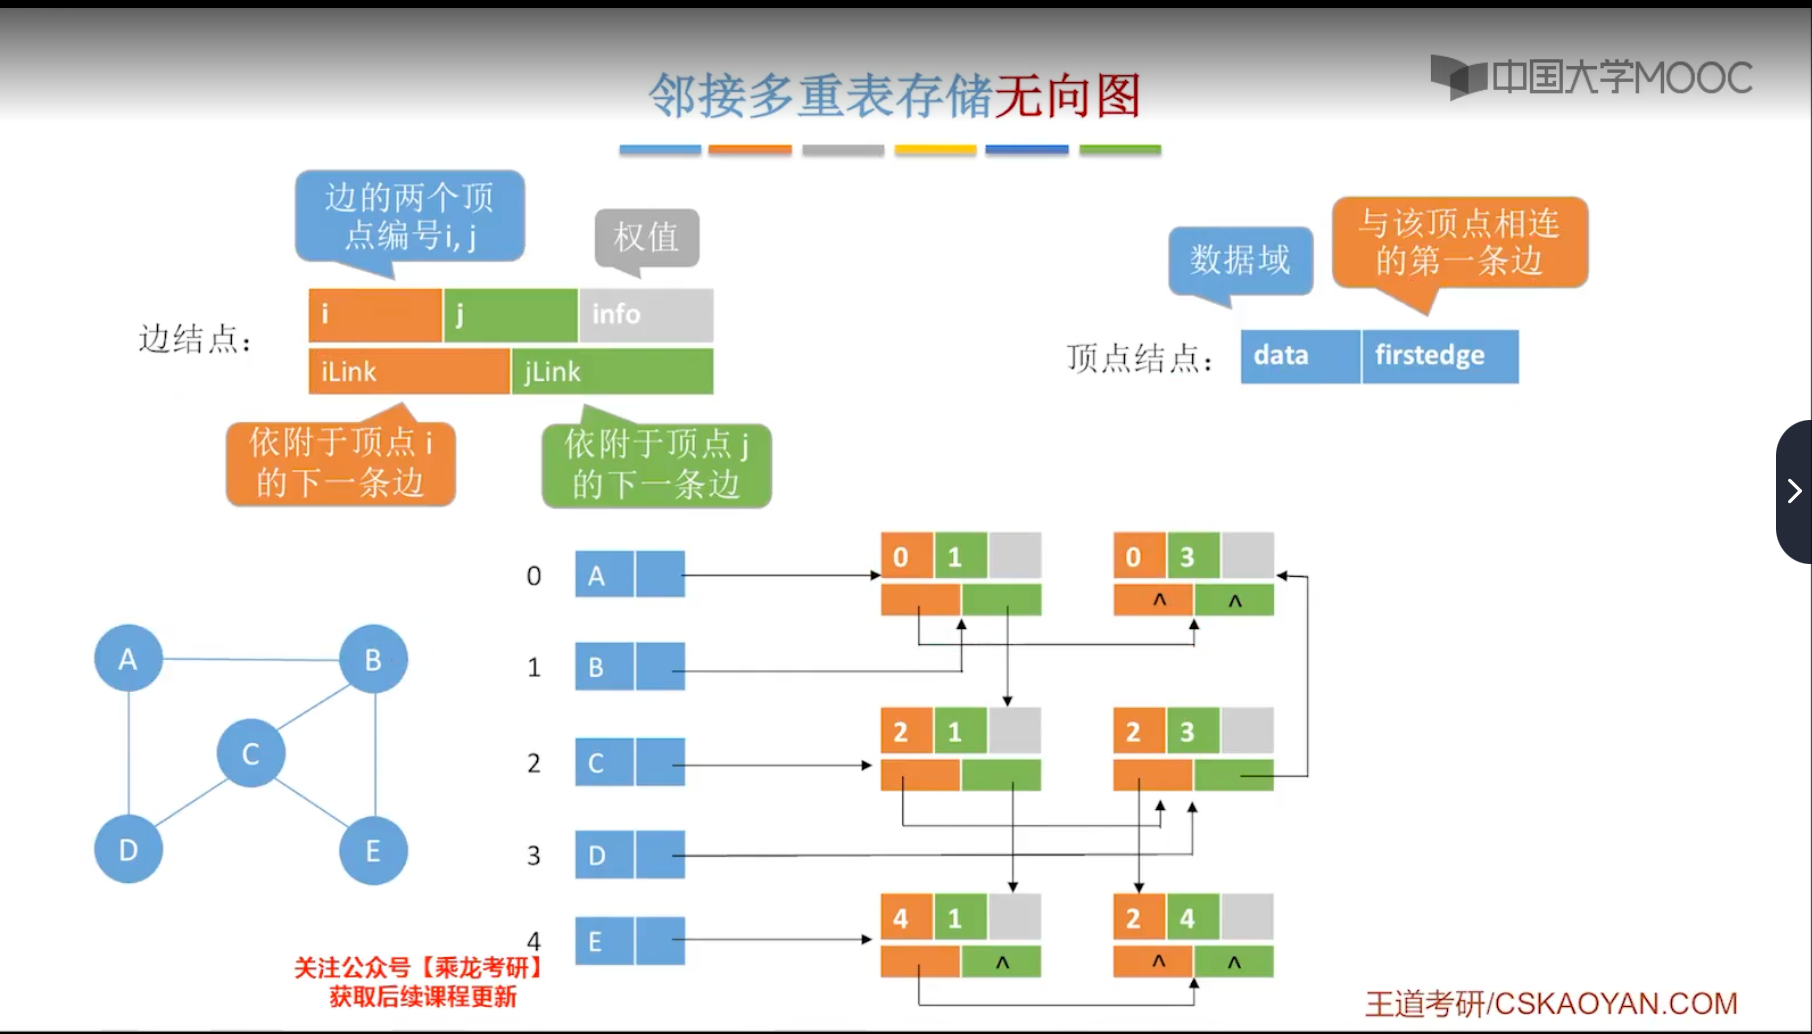 中国大学MOOC
邻接多重表存储无向图
边的两个顶
点编号i, j
权值
数据域
与该顶点相连
的第一条边
边结点:
i j info
iLink jLink
顶点结点:
data firstedge
依附于顶点 i
的下一条边
依附于顶点 j
的下一条边
0 A
0 1
0 3
^ ^
1 B
2 C
2 1
2 3
3 D
4 E
4 1
^
2 4
^ ^
A B
C
D E
关注公众号【乘龙考研】
获取后续课程更新
王道考研/CSKAOYAN.COM